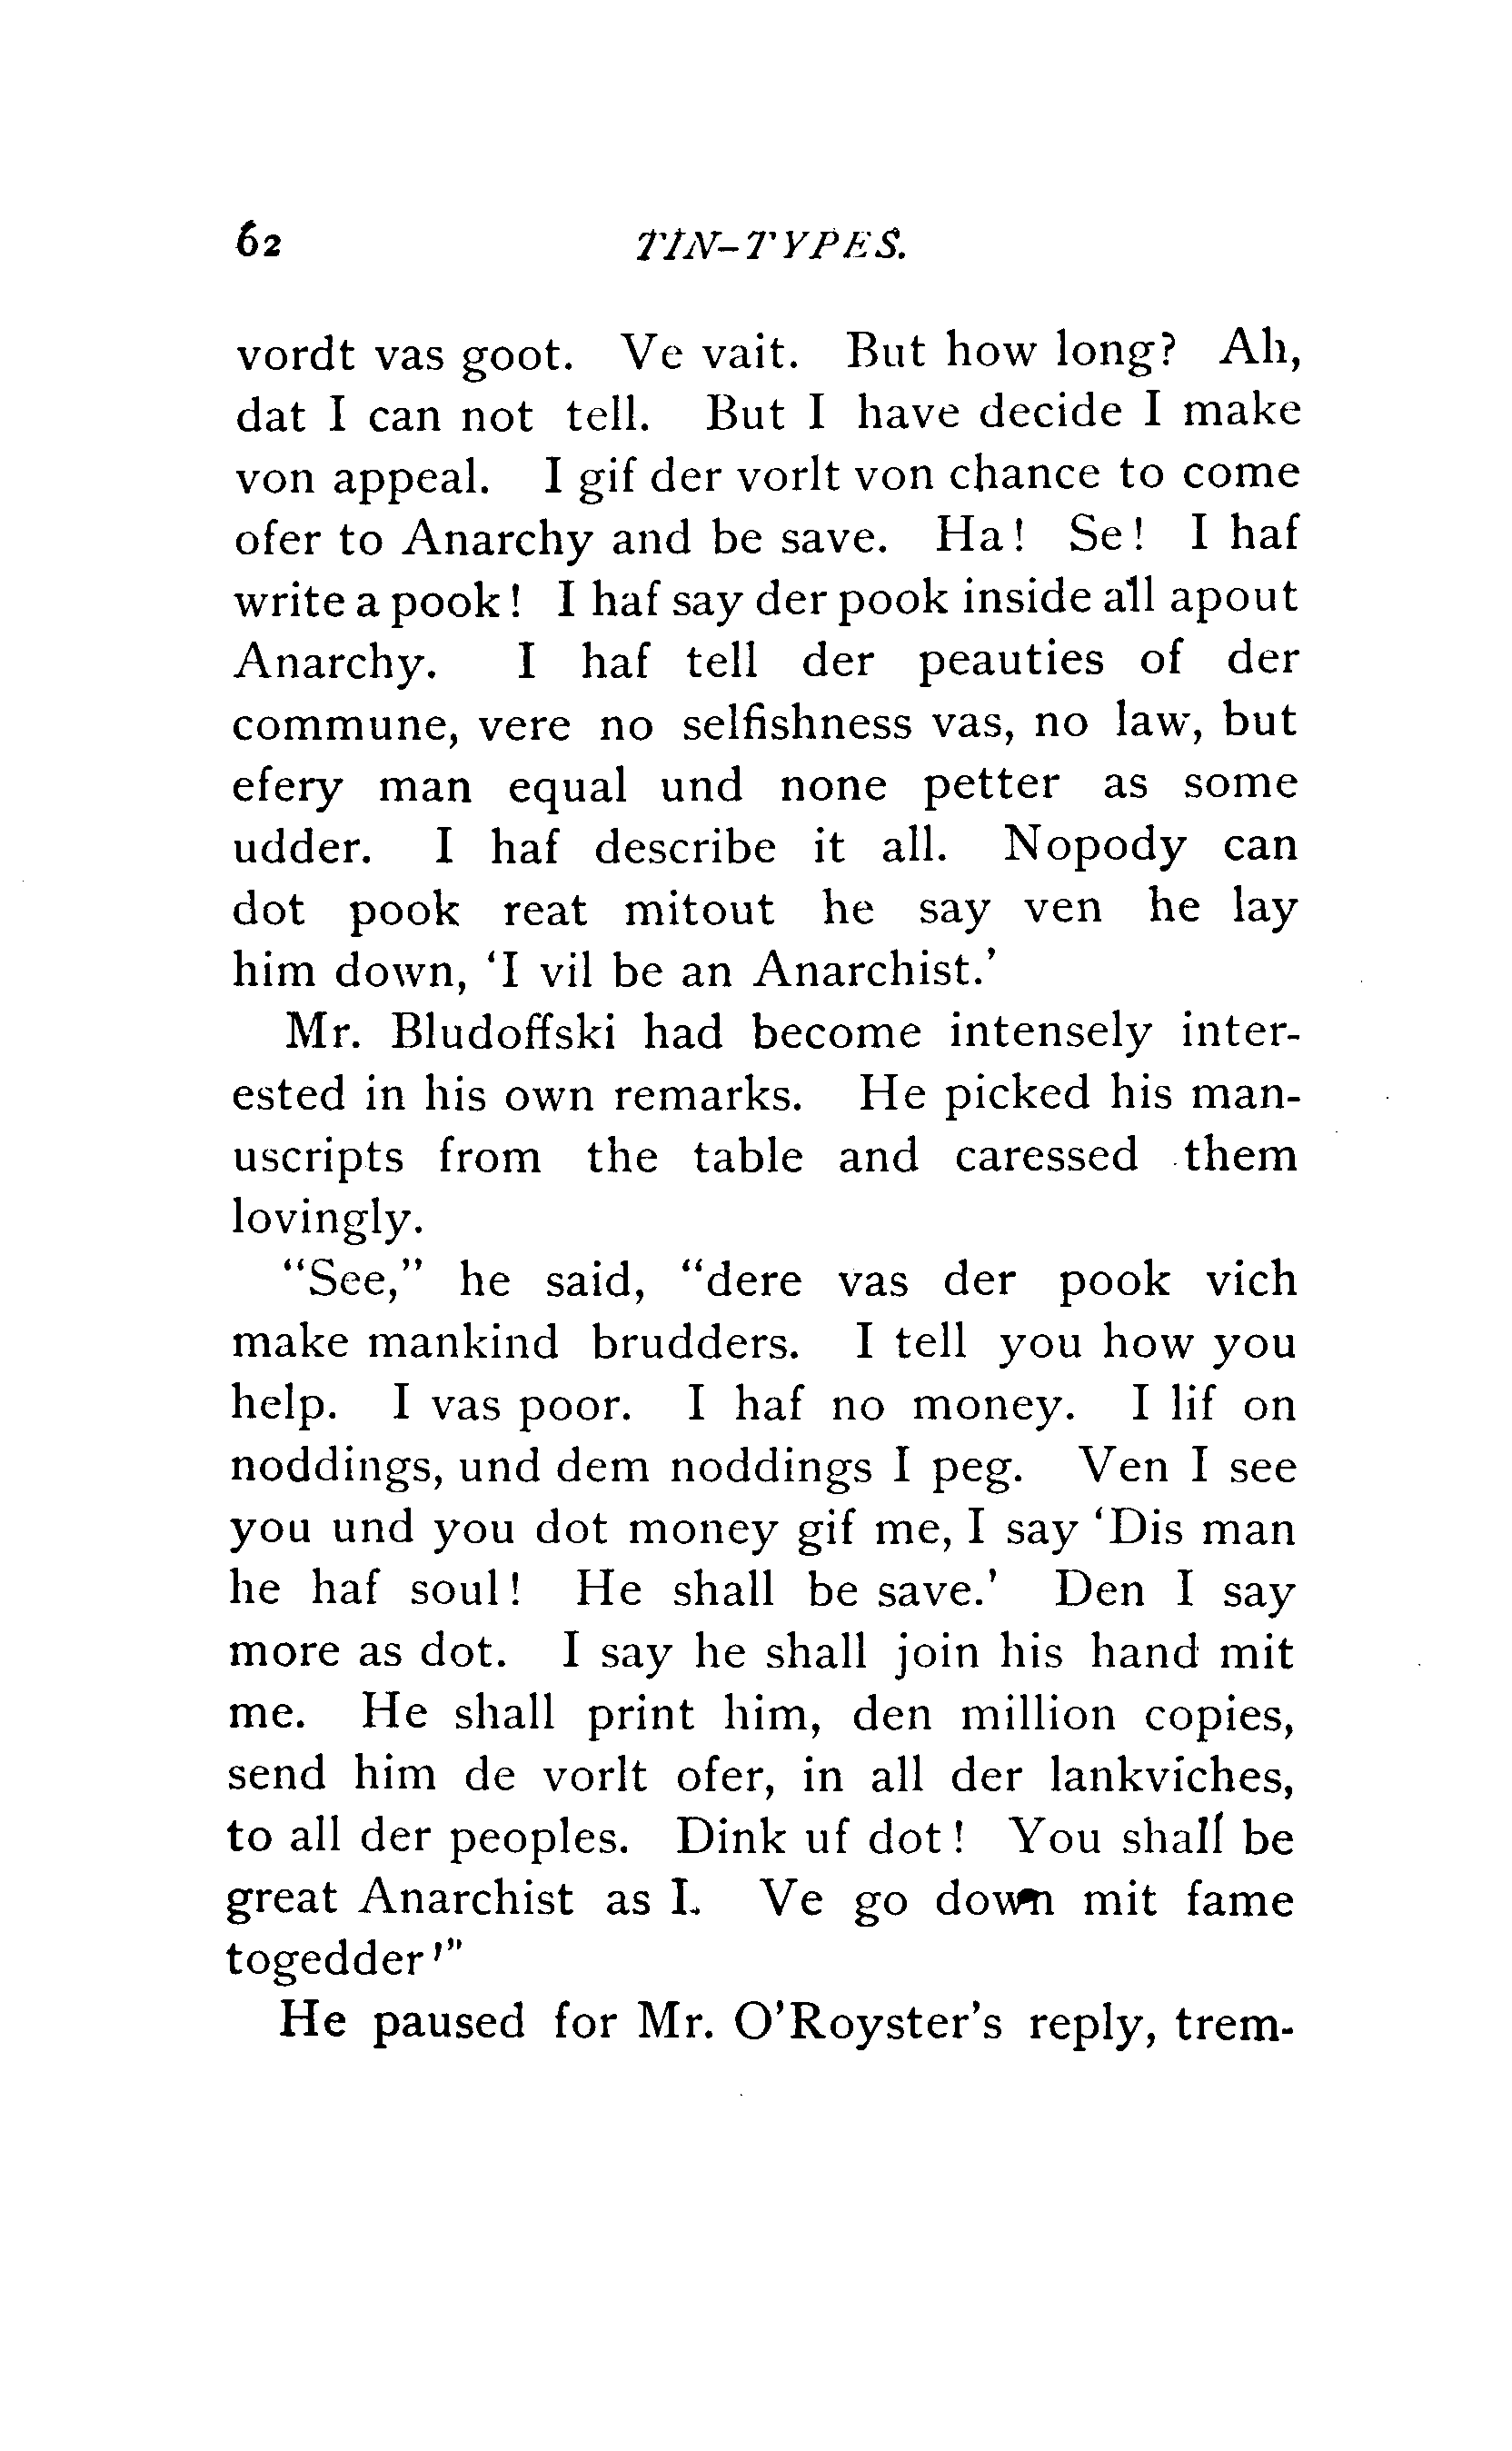 62 TIN-TYPES.
vordt vas goot. Ve vait. But how long? Ah,
dat I can not tell. But I have decide I make
von appeal. I gif der vorlt von chance to come
ofer to Anarchy and be save. Ha! Se! I haf
write a pook! I haf say der pook inside all apout
Anarchy. I haf tell der peauties of der
commune, vere no selfishness vas, no law, but
efery man equal und none petter as some
udder. I haf describe it all. Nopody can
dot pook reat mitout he say ven he lay
him down, ‘I vil be an Anarchist.’
Mr. Bludoffski had become intensely inter-
ested in his own remarks. He picked his man-
uscripts from the table and caressed them
lovingly.
“See,” he said, “dere vas der pook vich
make mankind brudders. I tell you how you
help. I vas poor. I haf no money. I lif on
noddings, und dem noddings I peg. Ven I see
you und you dot money gif me, I say ‘Dis man
he haf soul! He shall be save.’ Den I say
more as dot. I say he shall join his hand mit
me. He shall print him, den million copies,
send him de vorlt ofer, in all der lankviches,
to all der peoples. Dink uf dot! You shall be
great Anarchist as I. Ve go down mit fame
togedder!”
He paused for Mr. O’Royster’s reply, trem-